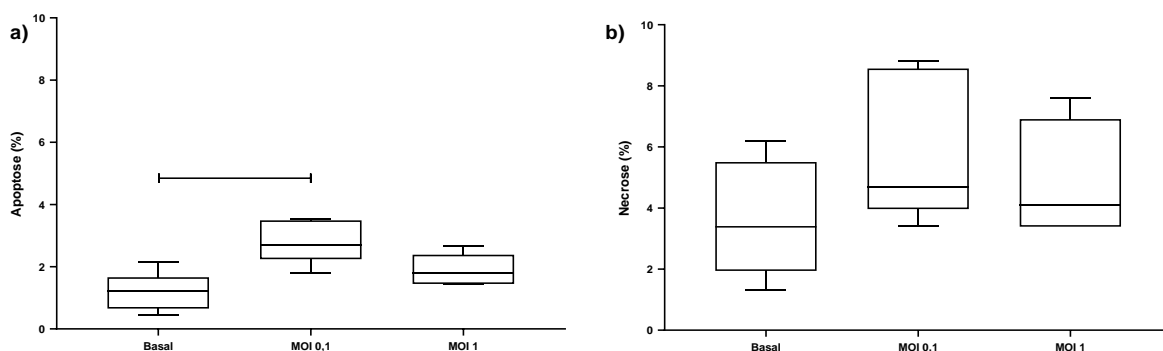 a)
Apoptose (%)
10
8
6
4
2
0
Basal
MOI 0,1
MOI 1
b)
Necrose (%)
10
8
6
4
2
0
Basal
MOI 0,1
MOI 1